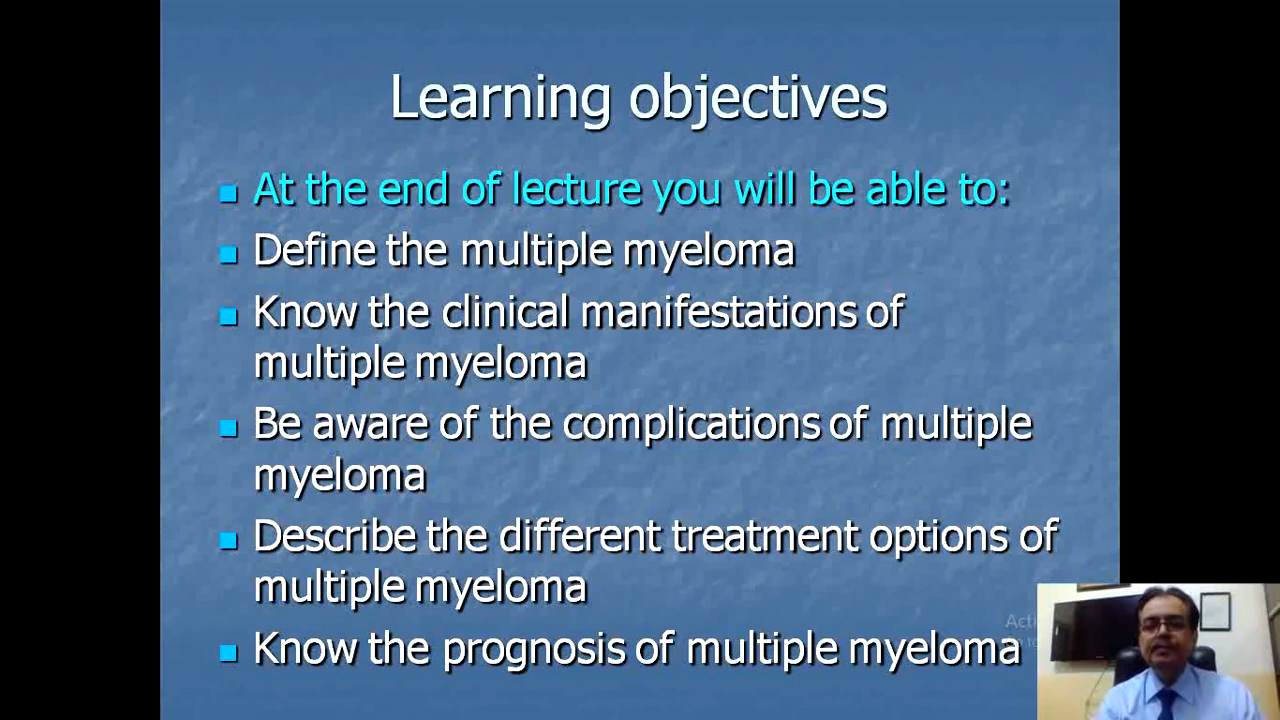 Learning objectives
At the end of lecture you will be able to:
Define the multiple myeloma
Know the clinical manifestations of
multiple myeloma
Be aware of the complications of multiple
myeloma
Describe the different treatment options of
multiple myeloma
Know the prognosis of multiple myeloma